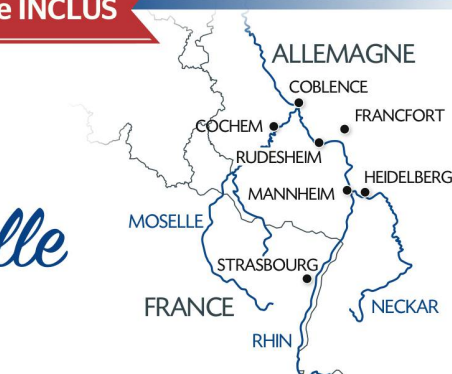 e INCLUS
ALLEMAGNE
COBLENCE
FRANCFORT
COCHEM
RUDESHEIM
HEIDELBERG
MANNHEIM
MOSELLE
lle
STRASBOURG
FRANCE
NECKAR
RHIN